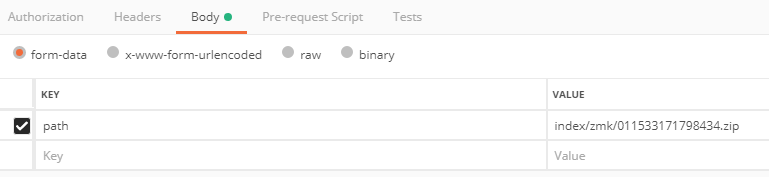 Authorization Headers Body Pre-request Script Tests
form-data x-www-form-urlencoded raw binary
KEY VALUE
path index/zmk/011533171798434.zip
Key Value